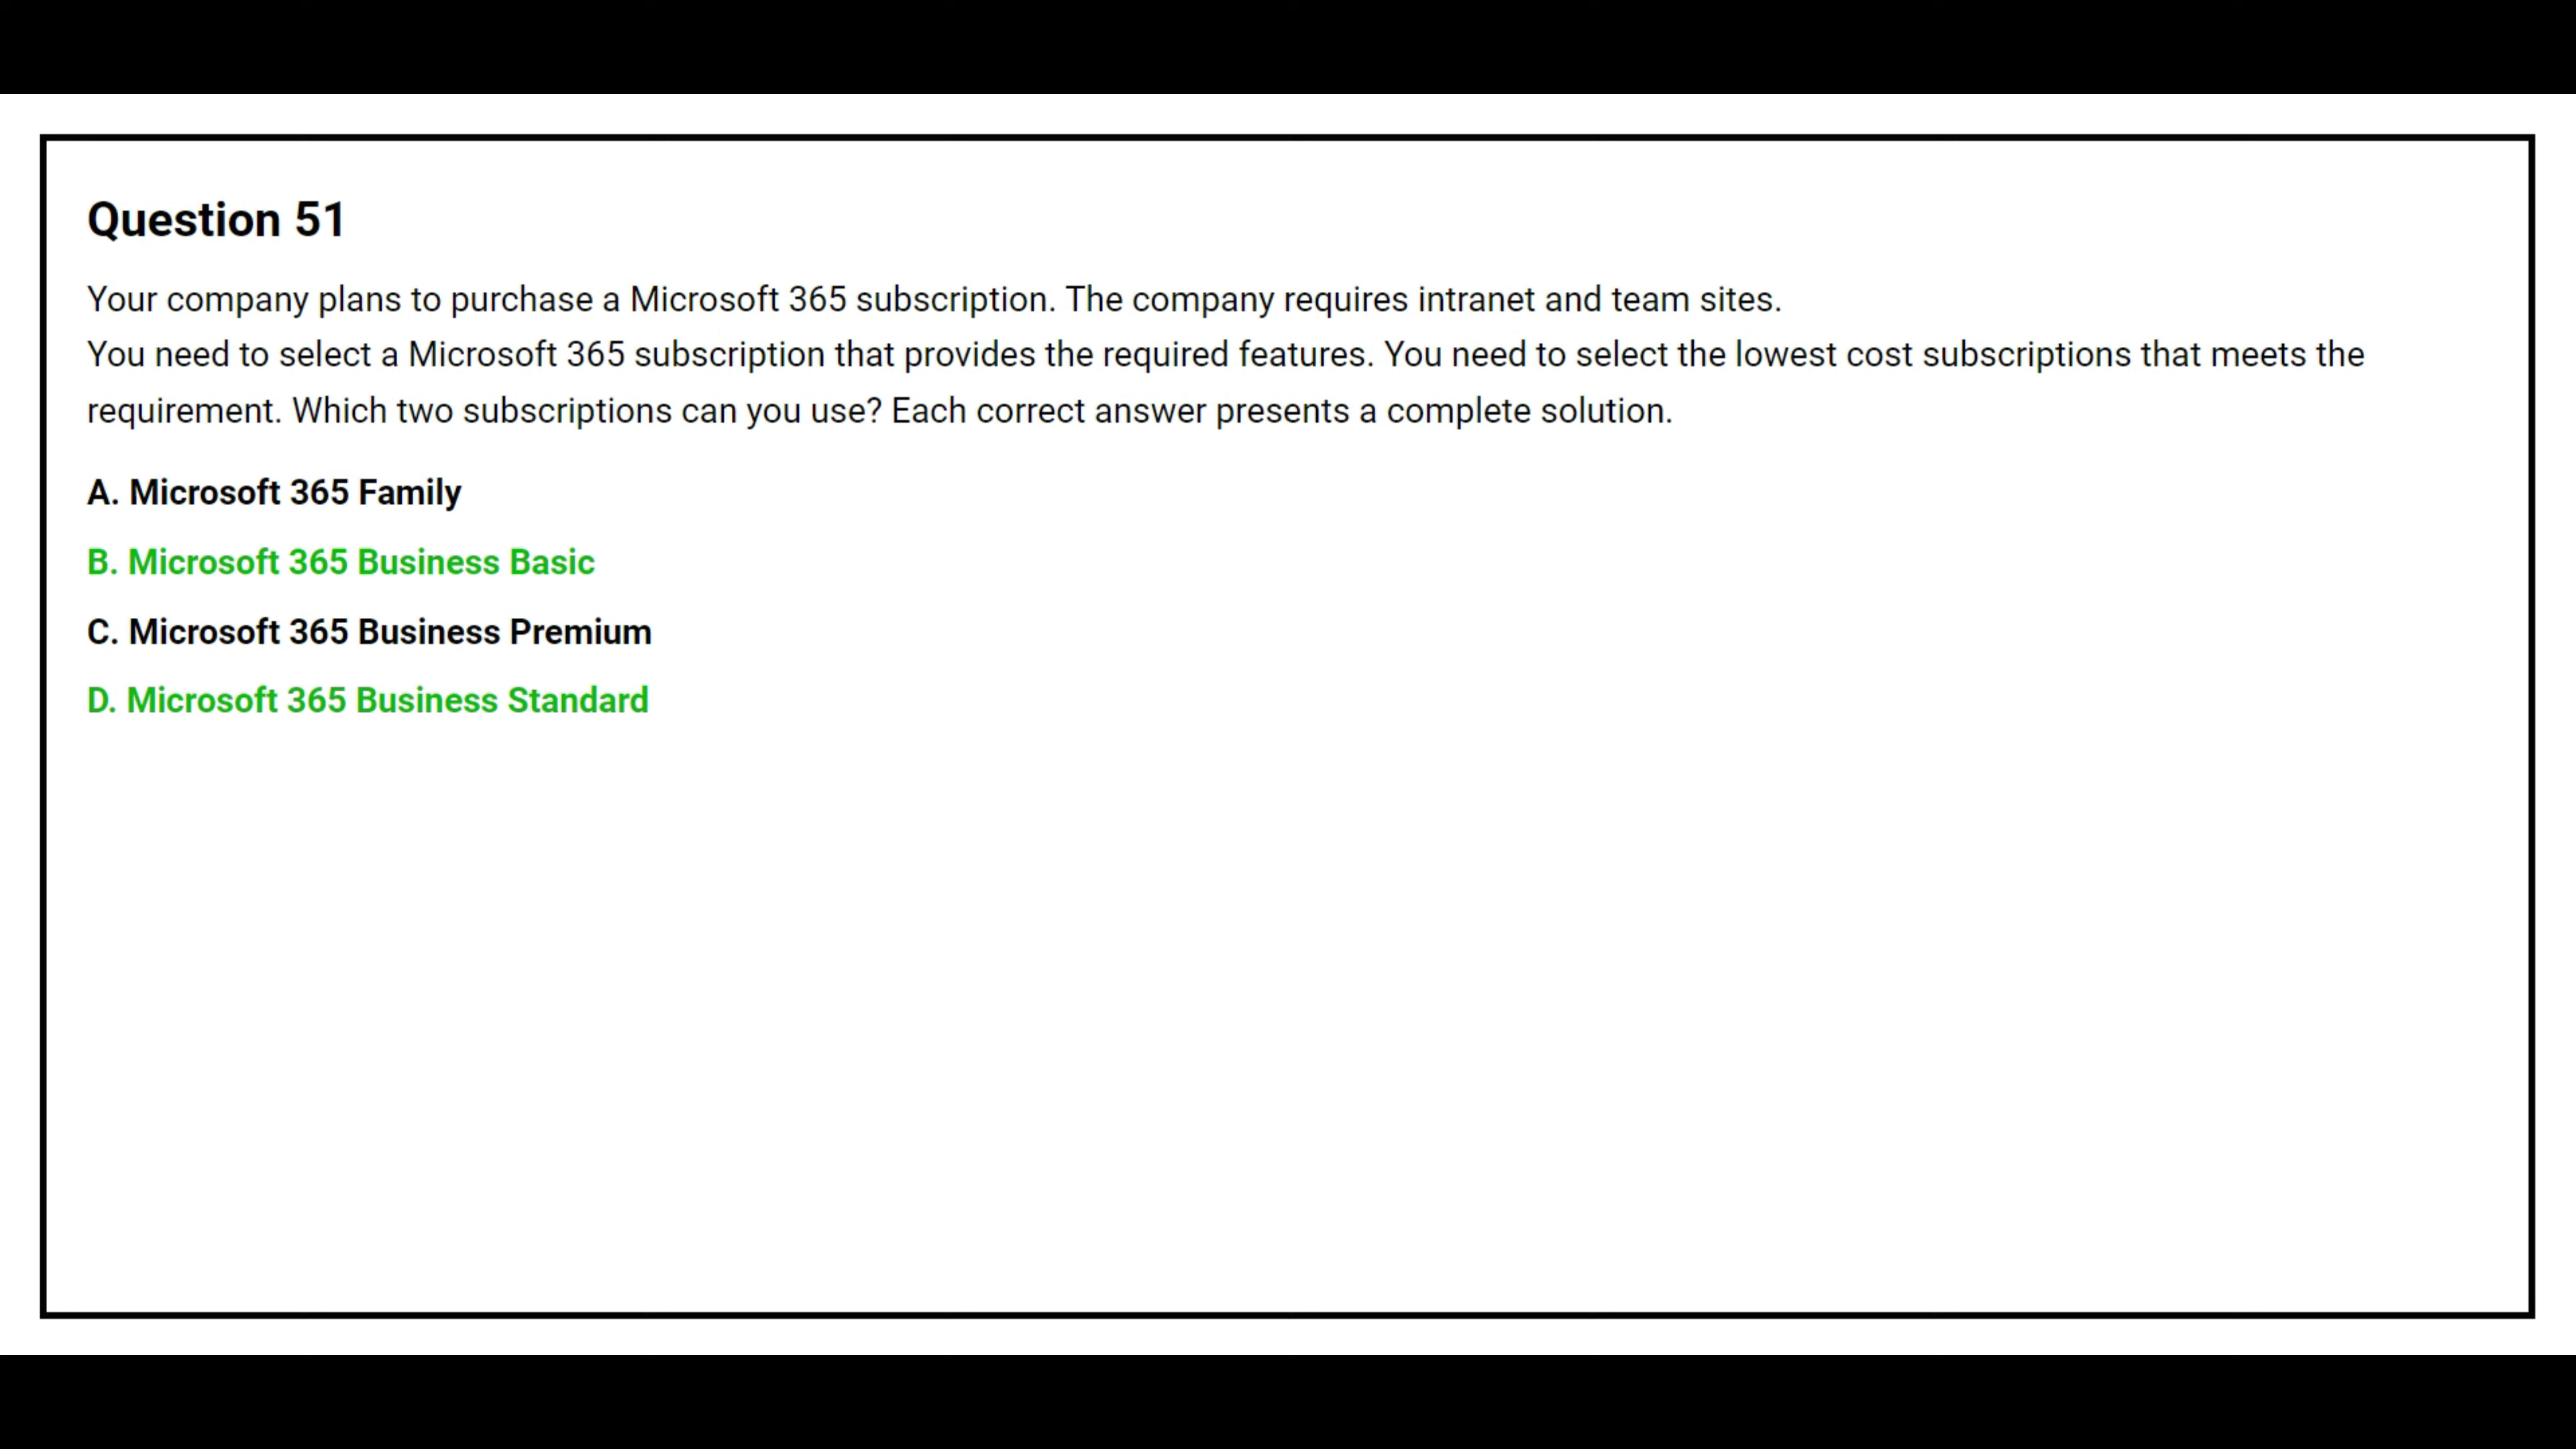 Question 51
Your company plans to purchase a Microsoft 365 subscription. The company requires intranet and team sites.
You need to select a Microsoft 365 subscription that provides the required features. You need to select the lowest cost subscriptions that meets the
requirement. Which two subscriptions can you use? Each correct answer presents a complete solution.
A. Microsoft 365 Family
B. Microsoft 365 Business Basic
C. Microsoft 365 Business Premium
D. Microsoft 365 Business Standard